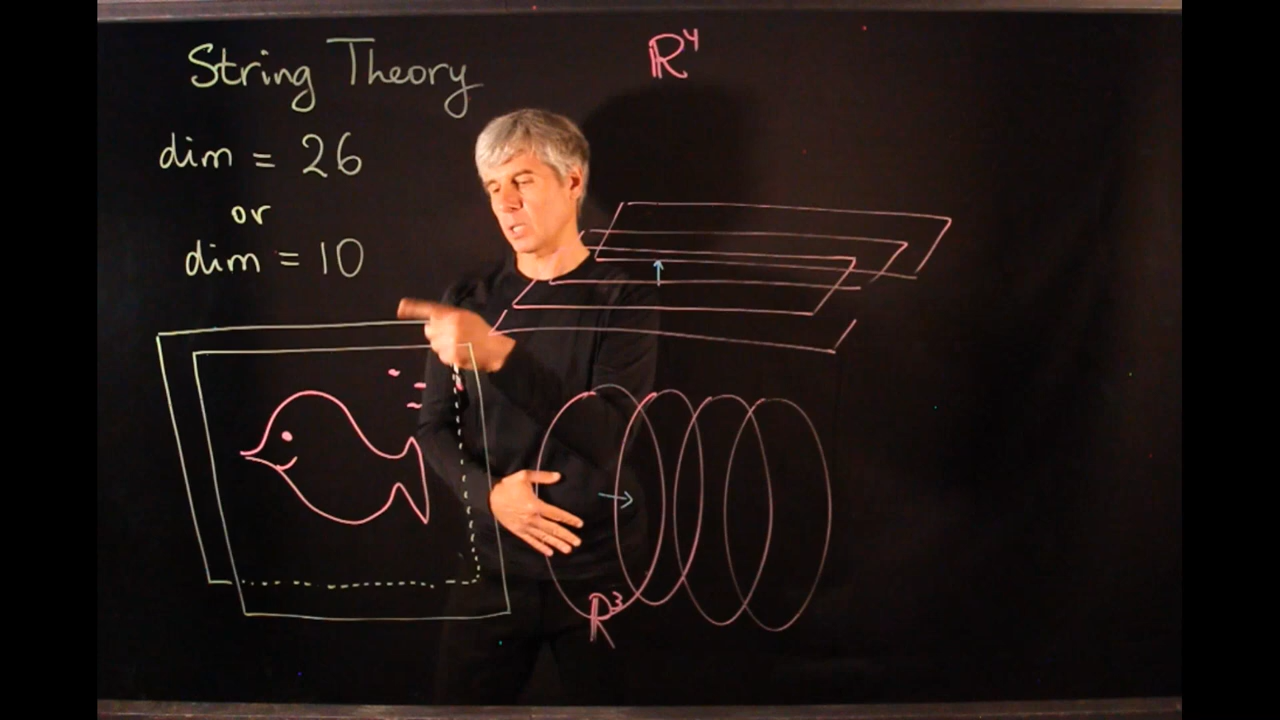 String Theory
dim = 26
or
dim = 10
ℝ⁴
ℝ³